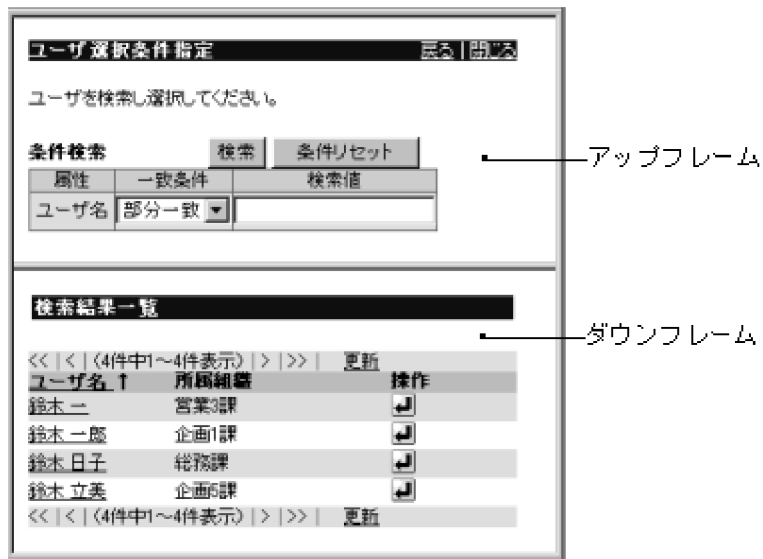 ユーザ選択条件指定 戻る | 閉じる
ユーザを検索し選択してください。
条件検索 検索 条件リセット
アップフレーム
属性 一致条件 検索値
ユーザ名 部分一致
検索結果一覧
ダウンフレーム
<< | < | (4件中1～4件表示) | > | >> | 更新
ユーザ名 ↑ 所属組織 操作
鈴木 一 営業3課
鈴木 一郎 企画1課
鈴木 日子 総務課
鈴木 立美 企画5課
<< | < | (4件中1～4件表示) | > | >> | 更新